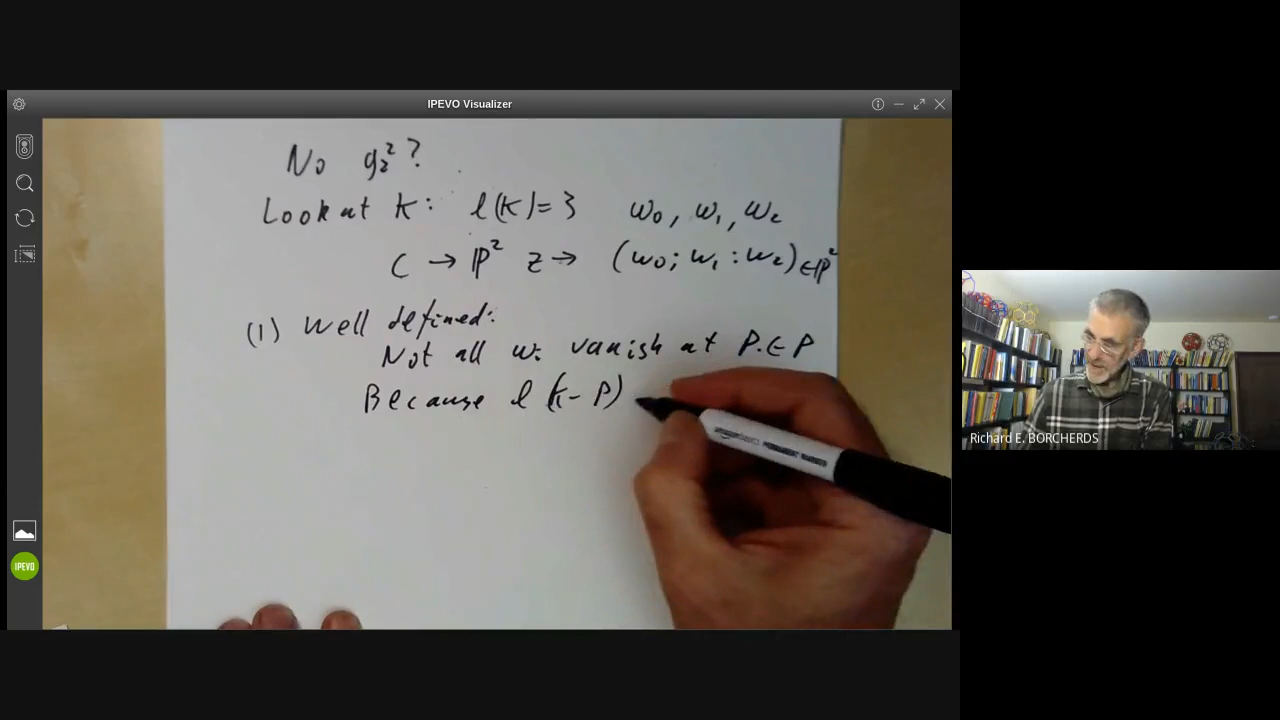 IPEVO Visualizer
No g₂² ?
Look at K: l(K)=3 ω₀, ω₁, ω₂
C → ℙ² z → (ω₀: ω₁ : ω₂) ∈ ℙ²
(1) Well defined:
Not all ωᵢ vanish at P. ∈ P
Because l (K-P)
Richard E. BORCHERDS
IPEVO